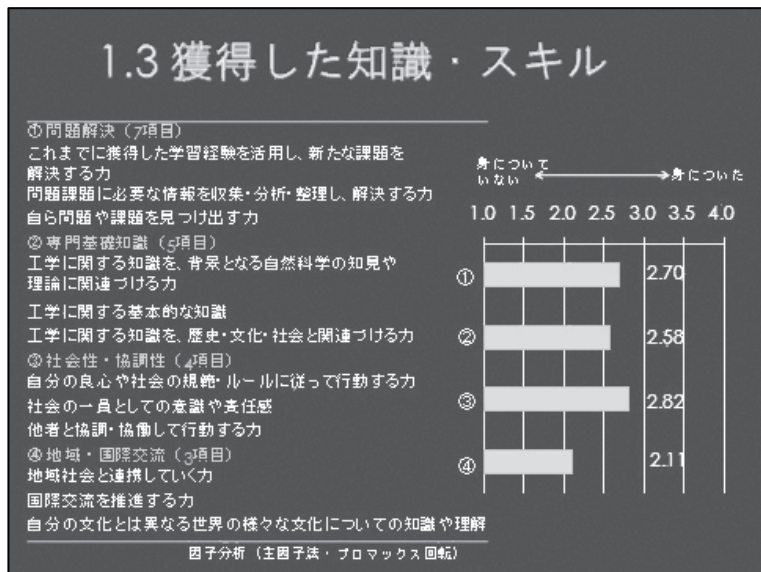 1.3 獲得した知識・スキル
①問題解決（7項目）
これまでに獲得した学習経験を活用し、新たな課題を
解決する力
問題課題に必要な情報を収集・分析・整理し、解決する力
自ら問題や課題を見つけ出す力
②専門基礎知識（5項目）
工学に関する知識を、背景となる自然科学の知見や
理論に関連づける力
工学に関する基本的な知識
工学に関する知識を、歴史・文化・社会と関連づける力
③社会性・協調性（4項目）
自分の良心や社会の規範・ルールに従って行動する力
社会の一員としての意識や責任感
他者と協調・協働して行動する力
④地域・国際交流（3項目）
地域社会と連携していく力
国際交流を推進する力
自分の文化とは異なる世界の様々な文化についての知識や理解
因子分析（主因子法・プロマックス回転）
身について
いない
身についた
1.0 1.5 2.0 2.5 3.0 3.5 4.0
① 2.70
② 2.58
③ 2.82
④ 2.11